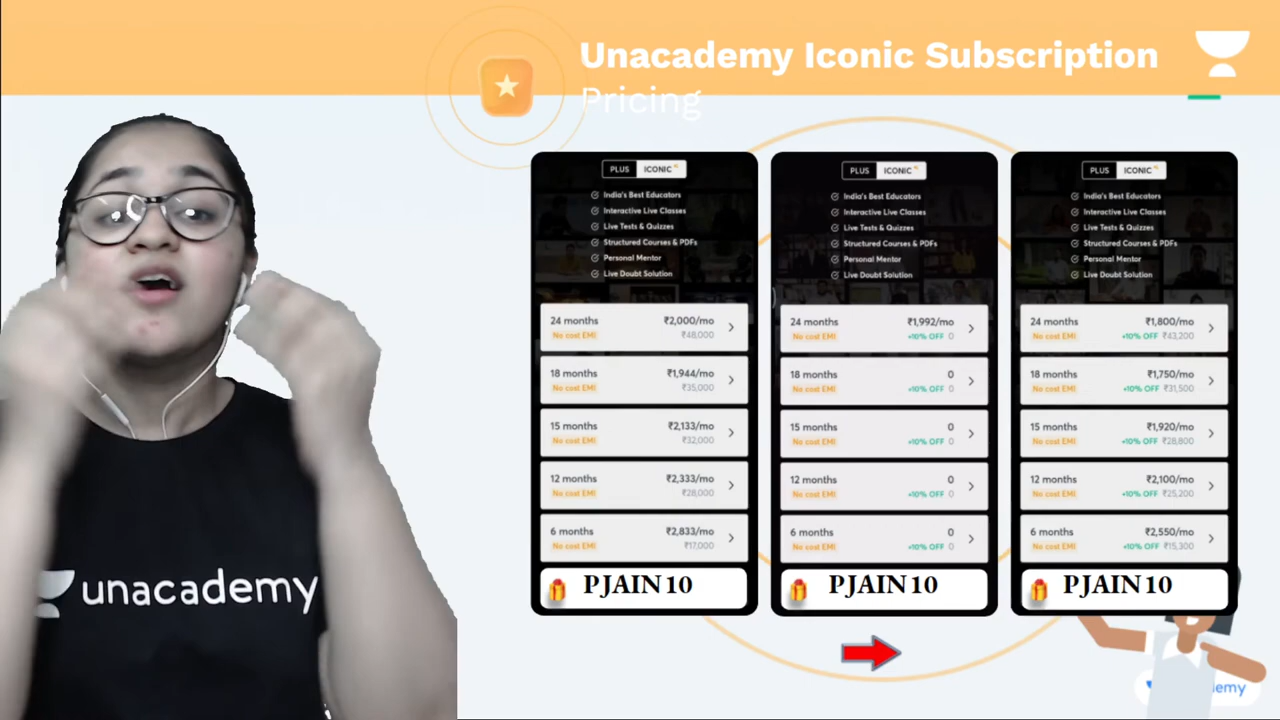 Unacademy Iconic Subscription
Pricing
PLUS ICONIC
India's Best Educators
Interactive Live Classes
Live Tests & Quizzes
Structured Courses & PDFs
Personal Mentor
Live Doubt Solution
24 months ₹2,000/mo
No cost EMI ₹48,000
18 months ₹1,944/mo
No cost EMI ₹35,000
15 months ₹2,133/mo
No cost EMI ₹32,000
12 months ₹2,333/mo
No cost EMI ₹28,000
6 months ₹2,833/mo
No cost EMI ₹17,000
PJAIN10
PLUS ICONIC
India's Best Educators
Interactive Live Classes
Live Tests & Quizzes
Structured Courses & PDFs
Personal Mentor
Live Doubt Solution
24 months ₹1,992/mo
No cost EMI +10% OFF 0
18 months 0
No cost EMI +10% OFF 0
15 months 0
No cost EMI +10% OFF 0
12 months 0
No cost EMI +10% OFF 0
6 months 0
No cost EMI +10% OFF 0
PJAIN10
PLUS ICONIC
India's Best Educators
Interactive Live Classes
Live Tests & Quizzes
Structured Courses & PDFs
Personal Mentor
Live Doubt Solution
24 months ₹1,800/mo
No cost EMI +10% OFF ₹43,200
18 months ₹1,750/mo
No cost EMI +10% OFF ₹31,500
15 months ₹1,920/mo
No cost EMI +10% OFF ₹28,800
12 months ₹2,100/mo
No cost EMI +10% OFF ₹25,200
6 months ₹2,550/mo
No cost EMI +10% OFF ₹15,300
PJAIN10
unacademy